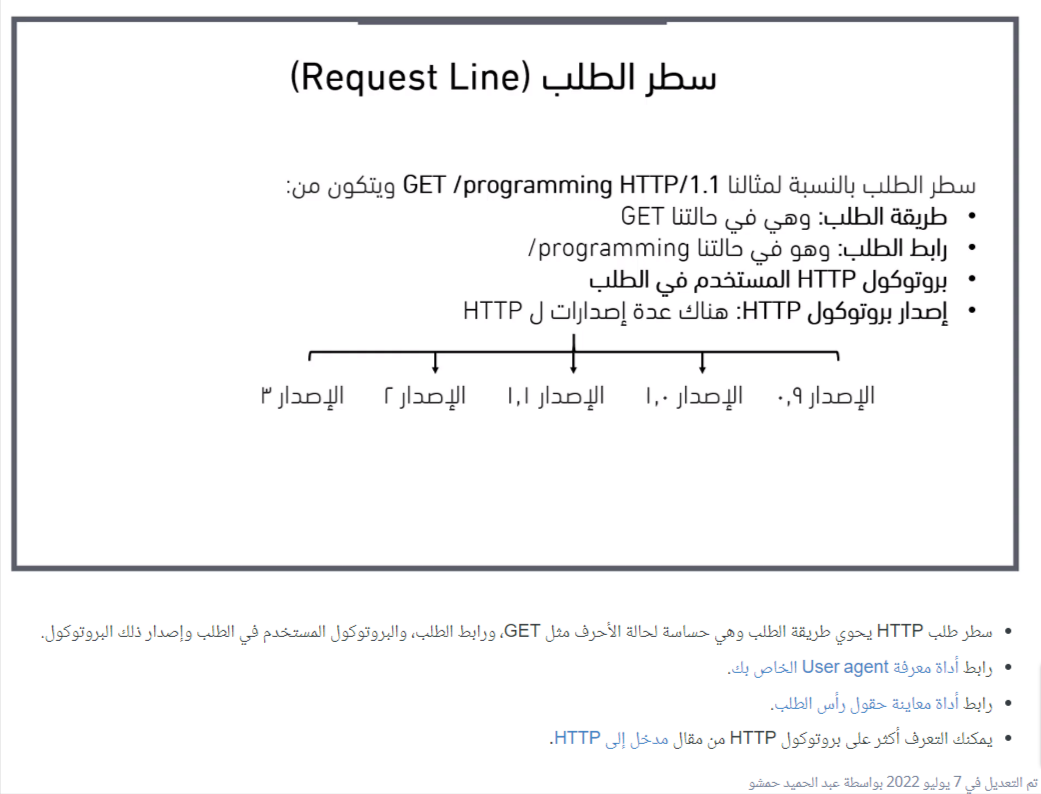 سطر الطلب (Request Line)
سطر الطلب بالنسبة لمثالنا GET /programming HTTP/1.1 ويتكون من:
• طريقة الطلب: وهي في حالتنا GET
• رابط الطلب: وهو في حالتنا programming/
• بروتوكول HTTP المستخدم في الطلب
• إصدار بروتوكول HTTP: هناك عدة إصدارات ل HTTP
الإصدار ٠,٩ الإصدار ١,٠ الإصدار ١,١ الإصدار ٢ الإصدار ٣
• سطر طلب HTTP يحوي طريقة الطلب وهي حساسة لحالة الأحرف مثل GET، ورابط الطلب، والبروتوكول المستخدم في الطلب وإصدار ذلك البروتوكول.
• رابط أداة معرفة User agent الخاص بك.
• رابط أداة معاينة حقول رأس الطلب.
• يمكنك التعرف أكثر على بروتوكول HTTP من مقال مدخل إلى HTTP.
تم التعديل في 7 يوليو 2022 بواسطة عبد الحميد حمشو